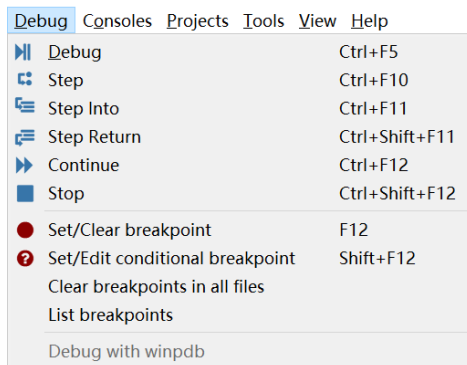 Debug Consoles Projects Tools View Help
Debug Ctrl+F5
Step Ctrl+F10
Step Into Ctrl+F11
Step Return Ctrl+Shift+F11
Continue Ctrl+F12
Stop Ctrl+Shift+F12
Set/Clear breakpoint F12
Set/Edit conditional breakpoint Shift+F12
Clear breakpoints in all files
List breakpoints
Debug with winpdb